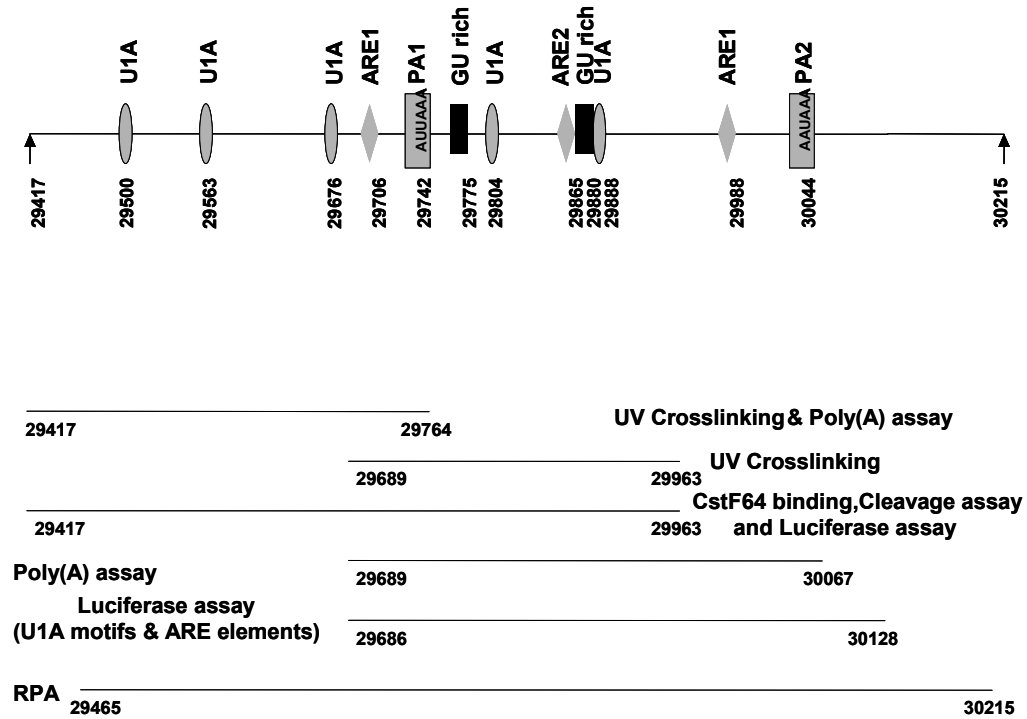 U1A
U1A
U1A
ARE1
PA1
GU rich
U1A
ARE2
GU rich
U1A
ARE1
PA2
AUUAAA
AAUAAA
29417
29500
29563
29676
29706
29742
29775
29804
29865
29880
29888
29988
30044
30215
29417
29764
UV Crosslinking & Poly(A) assay
29689
29963
UV Crosslinking
29417
29963
CstF64 binding,Cleavage assay
and Luciferase assay
Poly(A) assay
29689
30067
Luciferase assay
(U1A motifs & ARE elements)
29686
30128
RPA
29465
30215